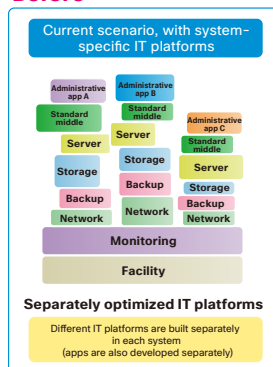 Current scenario, with system-
specific IT platforms
Administrative
app A
Standard
middle
Server
Storage
Backup
Network
Administrative
app B
Standard
middle
Server
Storage
Backup
Network
Administrative
app C
Standard
middle
Server
Storage
Backup
Network
Monitoring
Facility
Separately optimized IT platforms
Different IT platforms are built separately
in each system
(apps are also developed separately)